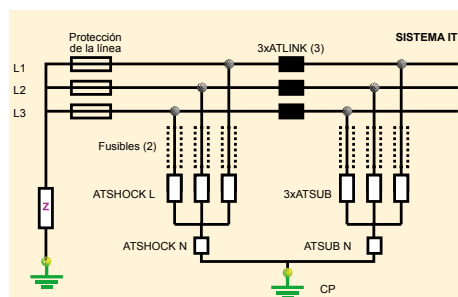 Protección
de la línea
3xATLINK (3)
SISTEMA IT
L1
L2
L3
Fusibles (2)
ATSHOCK L
3xATSUB
Z
ATSHOCK N
ATSUB N
CP